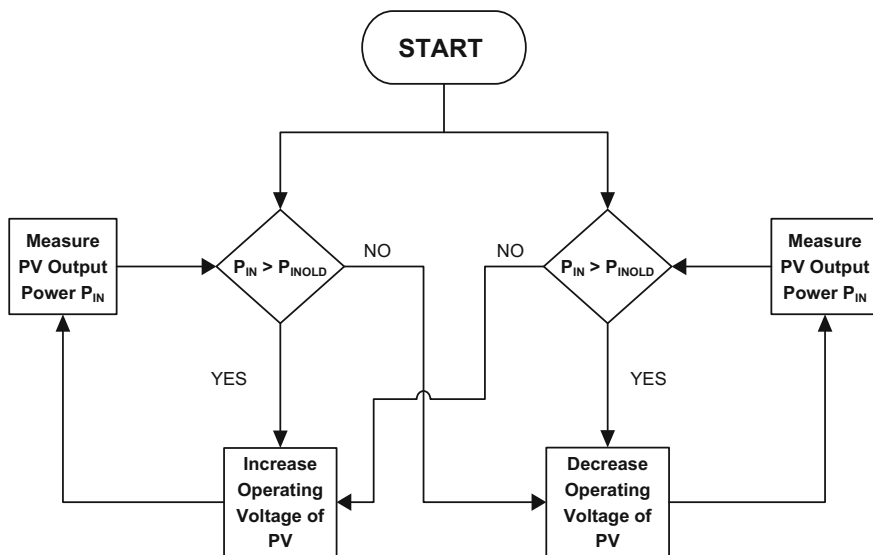 START
Measure
PV Output
Power P_IN
P_IN > P_INOLD
NO
NO
P_IN > P_INOLD
Measure
PV Output
Power P_IN
YES
YES
Increase
Operating
Voltage of
PV
Decrease
Operating
Voltage of
PV